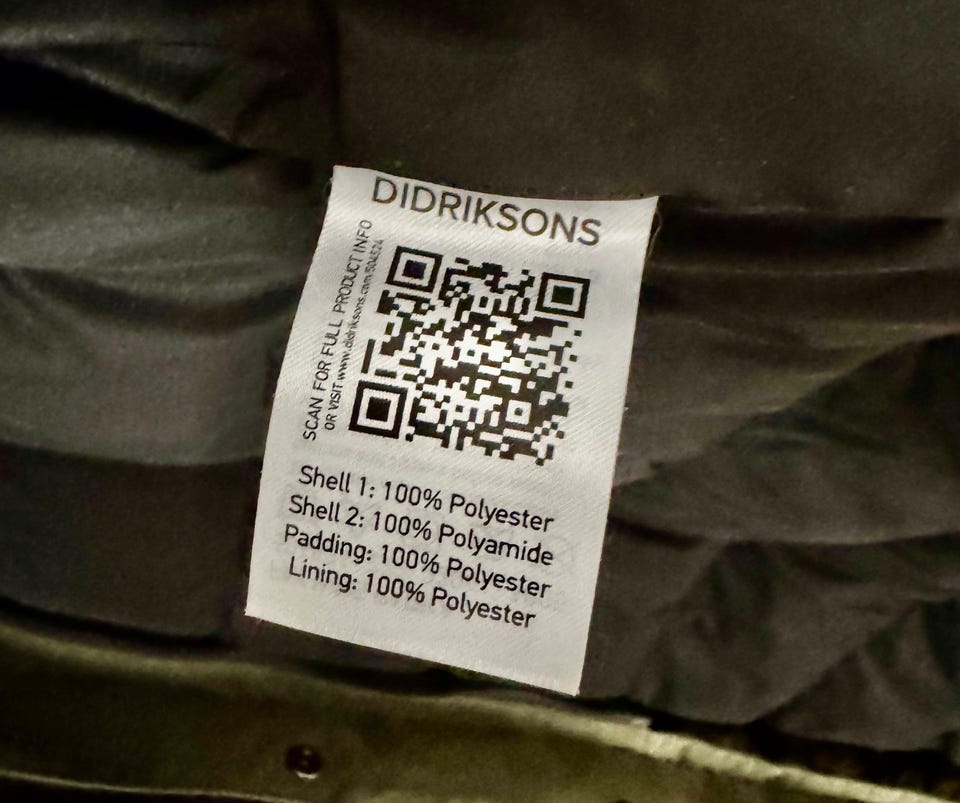 DIDRIKSONS
SCAN FOR FULL PRODUCT INFO
OR VISIT www.didriksons.com/504524
Shell 1: 100% Polyester
Shell 2: 100% Polyamide
Padding: 100% Polyester
Lining: 100% Polyester